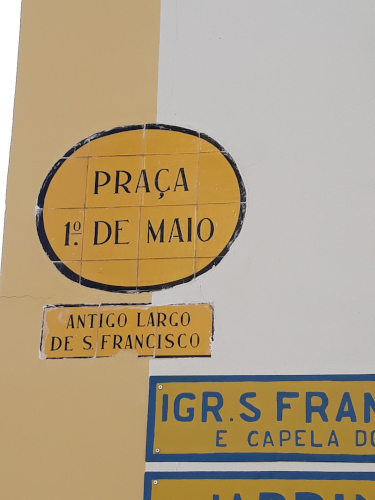 PRAÇA
1º DE MAIO
ANTIGO LARGO
DE S. FRANCISCO
IGR. S FRAN
E CAPELA DO